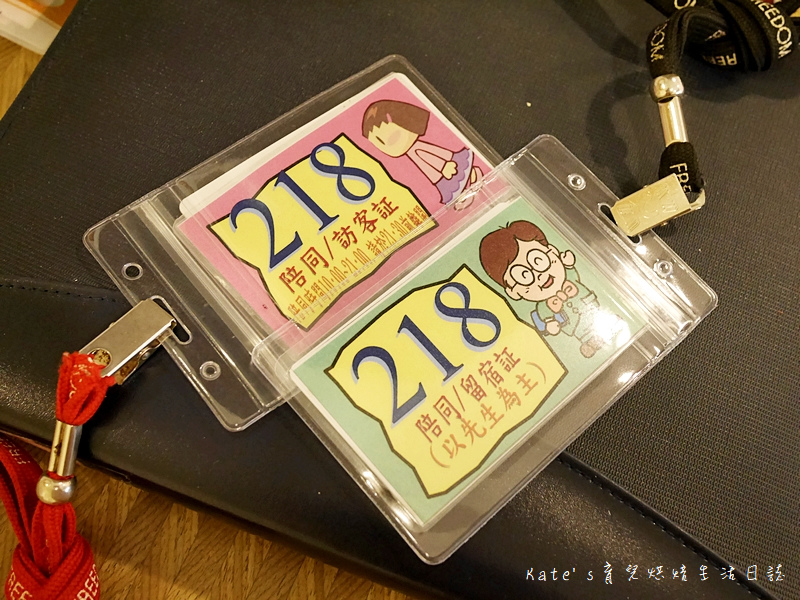 FREEDOM
218
陪同/訪客証
218
陪同/留宿証
(以先生為主)
Kate's育兒烘焙生活日誌